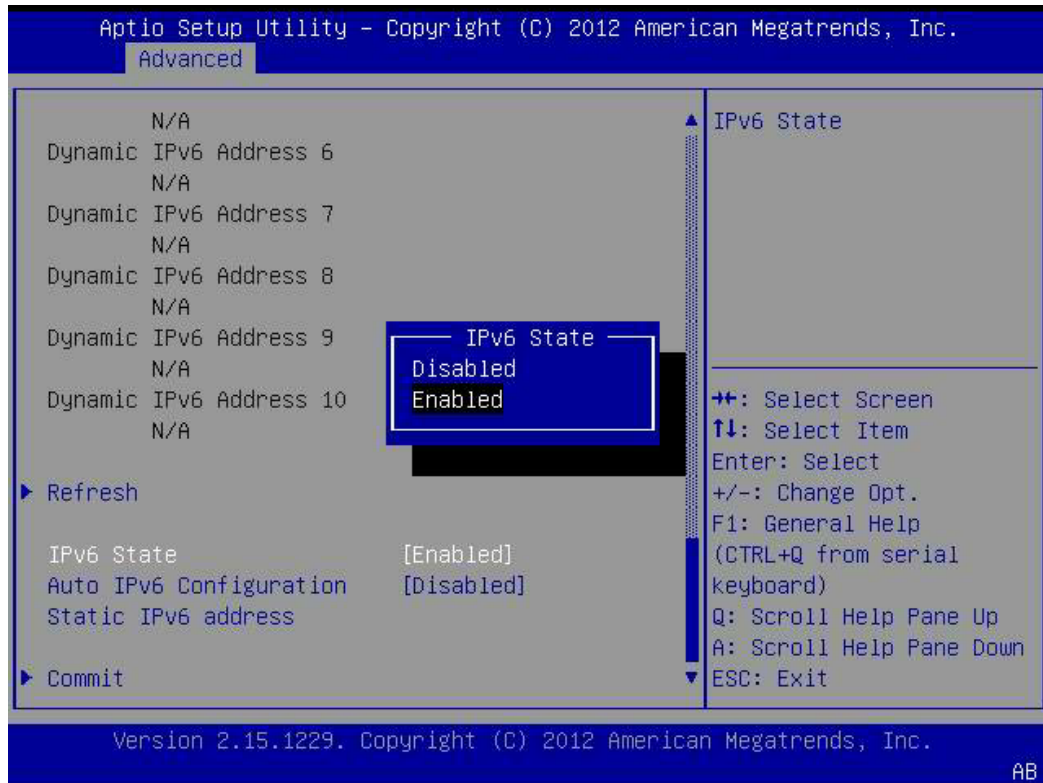 Aptio Setup Utility – Copyright (C) 2012 American Megatrends, Inc.
Advanced
N/A
Dynamic IPv6 Address 6
N/A
Dynamic IPv6 Address 7
N/A
Dynamic IPv6 Address 8
N/A
Dynamic IPv6 Address 9
N/A
Dynamic IPv6 Address 10
N/A
Refresh
IPv6 State [Enabled]
Auto IPv6 Configuration [Disabled]
Static IPv6 address
Commit
IPv6 State
Disabled
Enabled
IPv6 State
→←: Select Screen
↑↓: Select Item
Enter: Select
+/-: Change Opt.
F1: General Help
(CTRL+Q from serial
keyboard)
Q: Scroll Help Pane Up
A: Scroll Help Pane Down
ESC: Exit
Version 2.15.1229. Copyright (C) 2012 American Megatrends, Inc.
AB